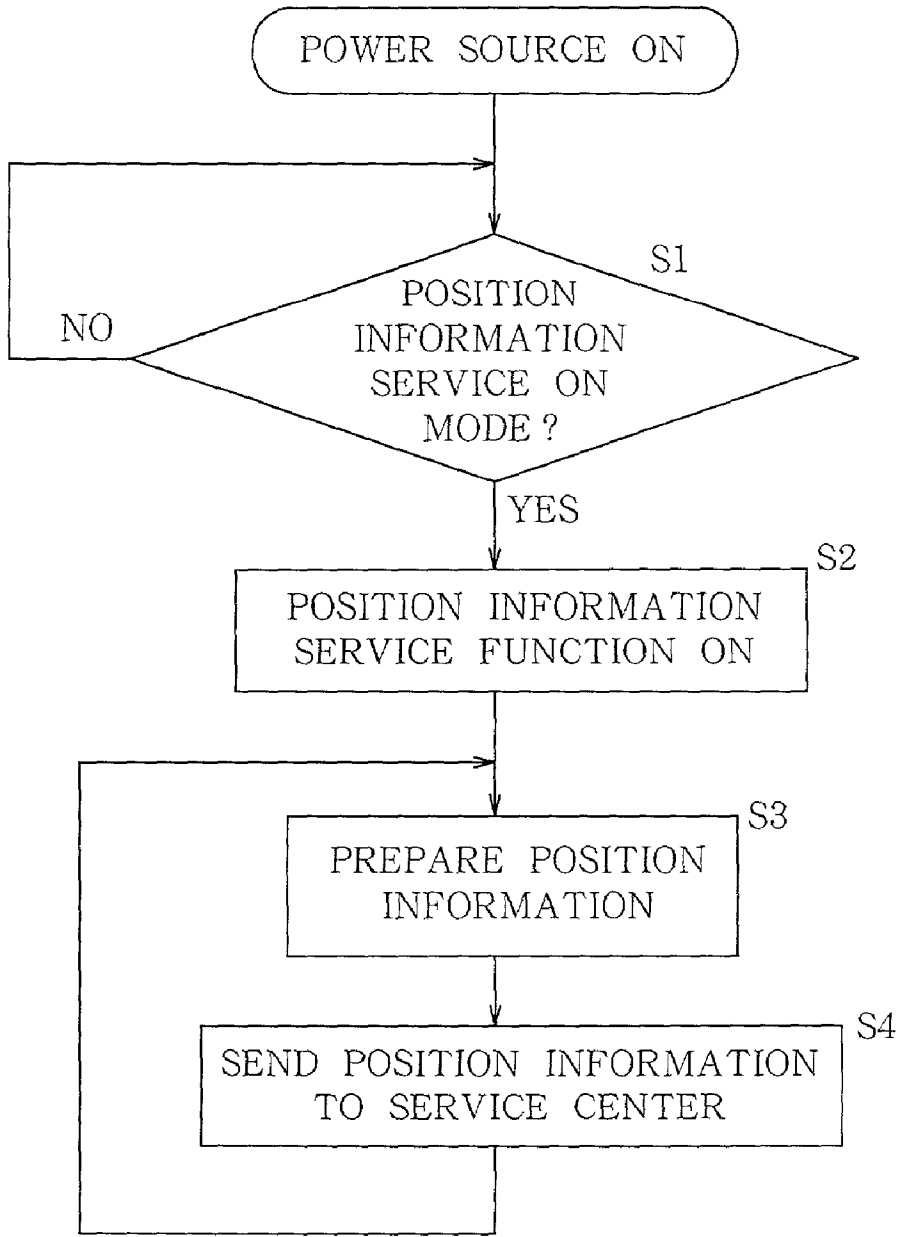 POWER SOURCE ON
S1
POSITION
INFORMATION
SERVICE ON
MODE?
NO
YES
S2
POSITION INFORMATION
SERVICE FUNCTION ON
S3
PREPARE POSITION
INFORMATION
S4
SEND POSITION INFORMATION
TO SERVICE CENTER